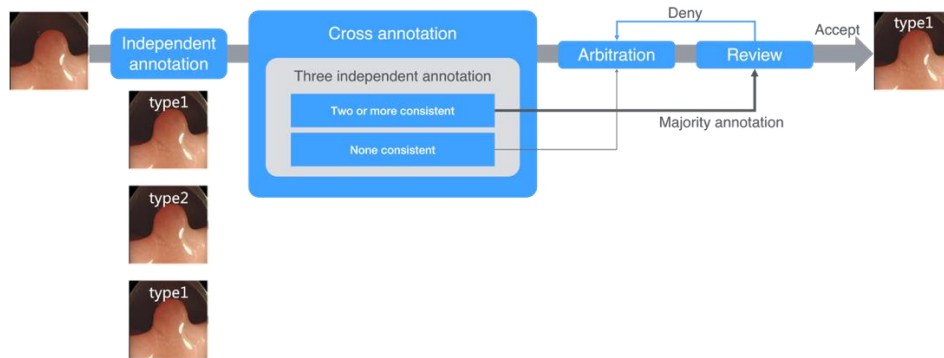 Independent
annotation
type1
type2
type1
Cross annotation
Three independent annotation
Two or more consistent
None consistent
Deny
Arbitration
Review
Majority annotation
Accept
type1